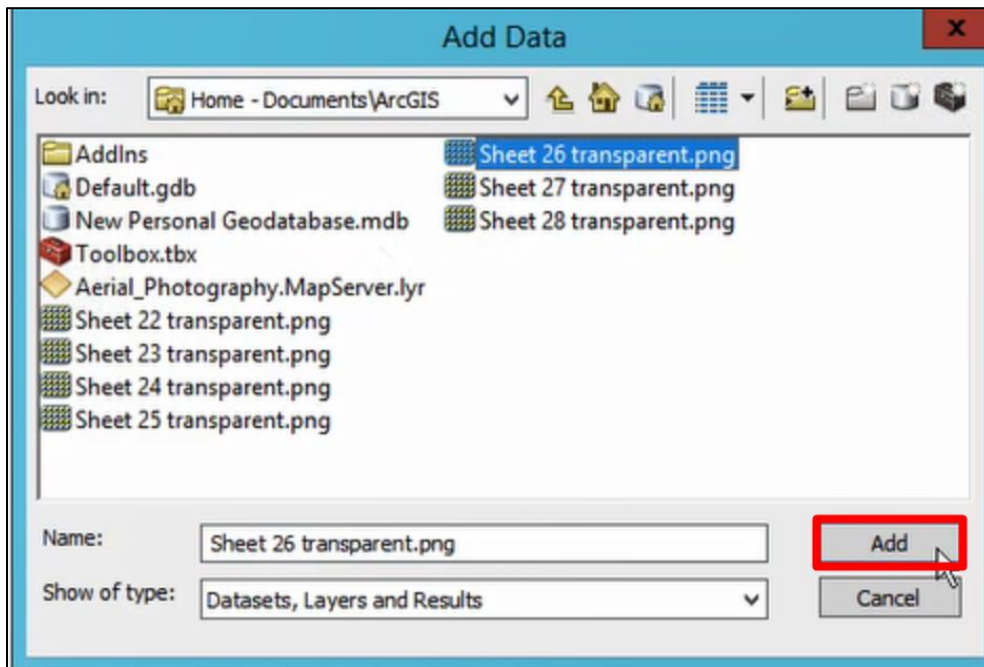 Add Data
x
Look in: Home - Documents\ArcGIS
AddIns
Default.gdb
New Personal Geodatabase.mdb
Toolbox.tbx
Aerial_Photography.MapServer.lyr
Sheet 22 transparent.png
Sheet 23 transparent.png
Sheet 24 transparent.png
Sheet 25 transparent.png
Sheet 26 transparent.png
Sheet 27 transparent.png
Sheet 28 transparent.png
Name: Sheet 26 transparent.png Add
Show of type: Datasets, Layers and Results Cancel